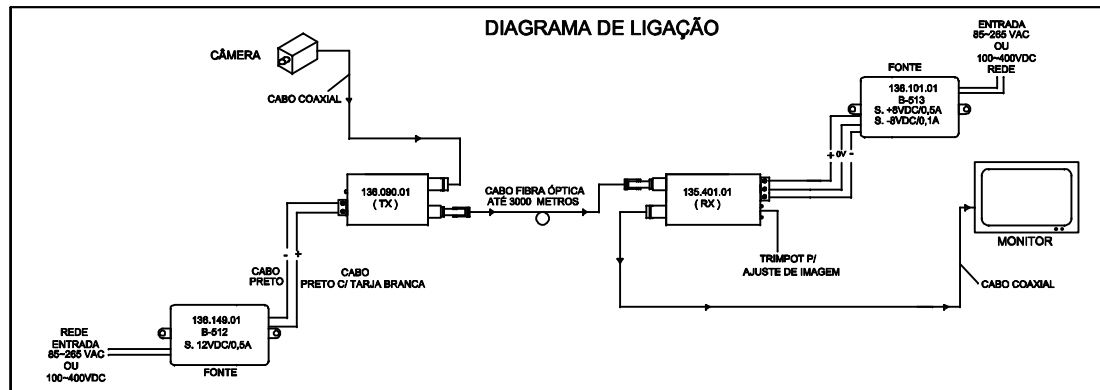 DIAGRAMA DE LIGAÇÃO
CÂMERA
CABO COAXIAL
ENTRADA
85~265 VAC
OU
100~400VDC
REDE
FONTE
136.101.01
B-513
S. +8VDC/0,5A
S. -8VDC/0,1A
+ 0V -
136.090.01
( TX )
CABO FIBRA ÓPTICA
ATÉ 3000 METROS
135.401.01
( RX )
TRIMPOT P/
AJUSTE DE IMAGEM
MONITOR
CABO COAXIAL
- +
CABO
PRETO
CABO
PRETO C/ TARJA BRANCA
136.149.01
B-512
S. 12VDC/0,5A
FONTE
REDE
ENTRADA
85~265 VAC
OU
100~400VDC